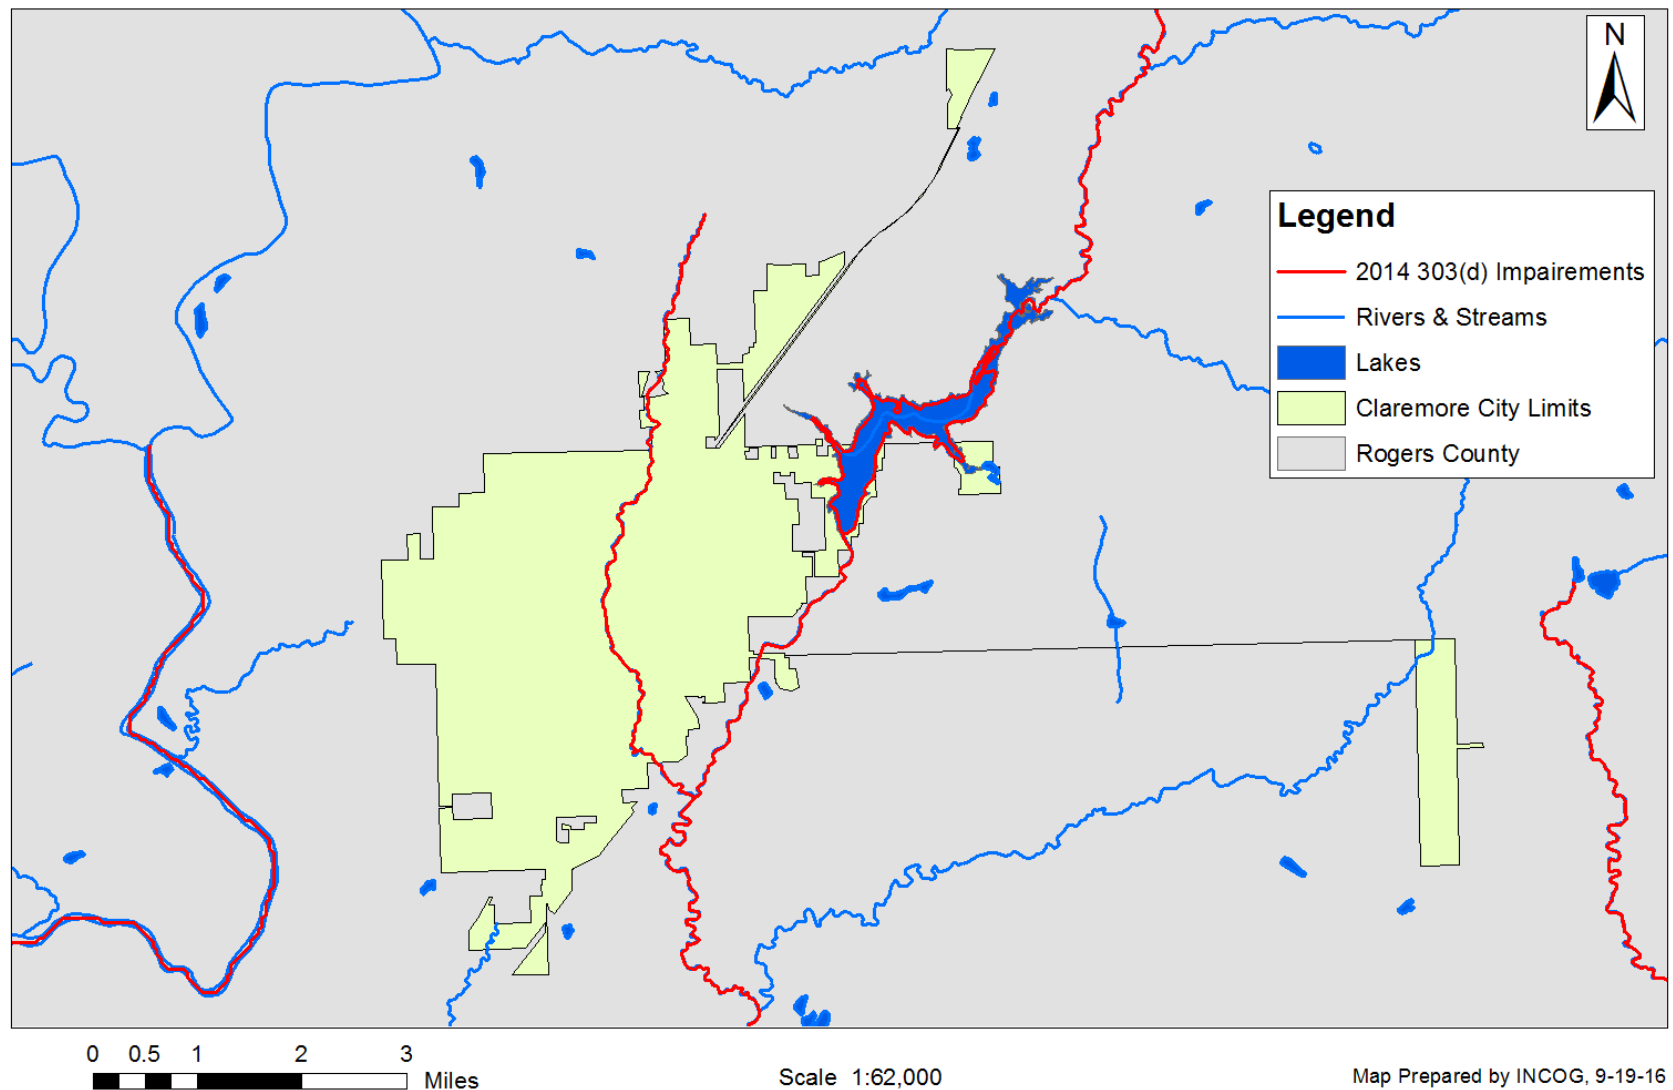 N
Legend
2014 303(d) Impairements
Rivers & Streams
Lakes
Claremore City Limits
Rogers County
0 0.5 1 2 3
Miles
Scale 1:62,000
Map Prepared by INCOG, 9-19-16